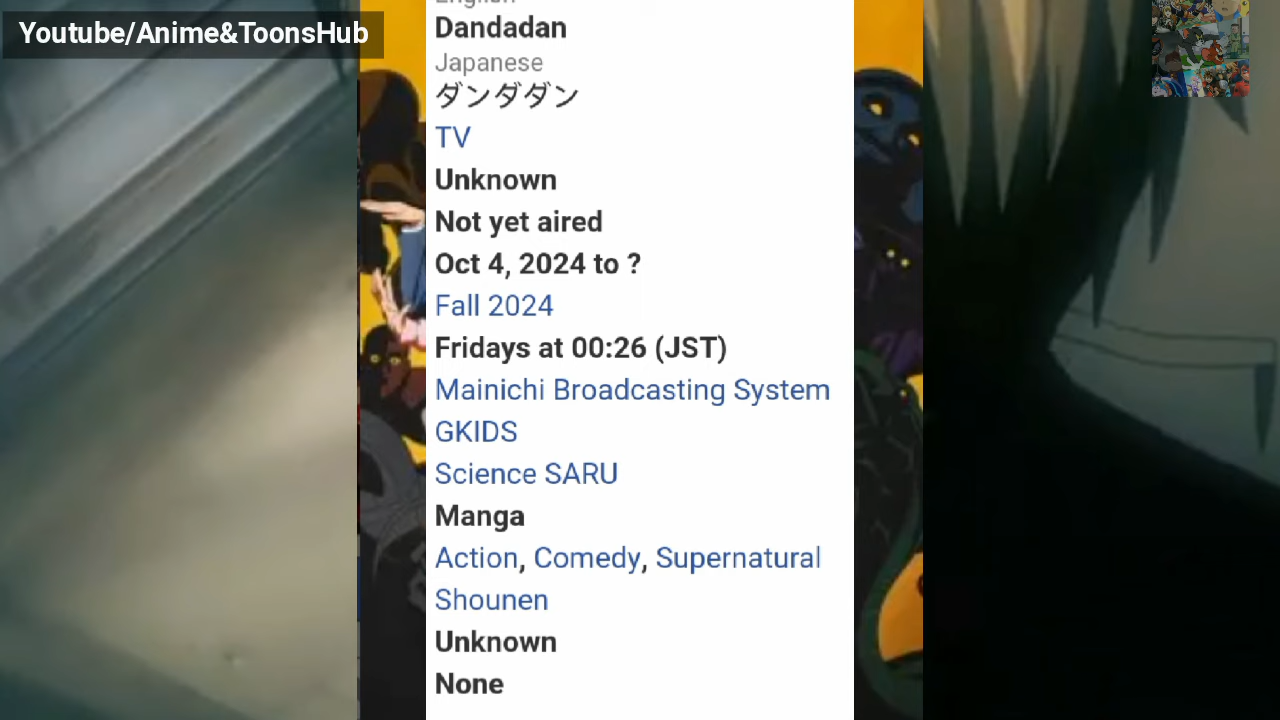 Youtube/Anime&ToonsHub
English
Dandadan
Japanese
ダンダダン
TV
Unknown
Not yet aired
Oct 4, 2024 to ?
Fall 2024
Fridays at 00:26 (JST)
Mainichi Broadcasting System
GKIDS
Science SARU
Manga
Action, Comedy, Supernatural
Shounen
Unknown
None